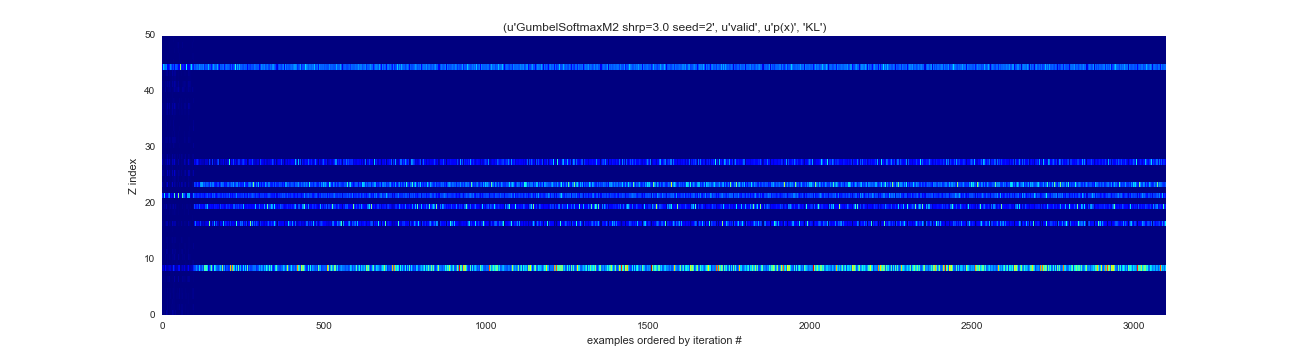 (u'GumbelSoftmaxM2 shrp=3.0 seed=2', u'valid', u'p(x)', 'KL')
50
40
30
20
10
0
Z index
0 500 1000 1500 2000 2500 3000
examples ordered by iteration #